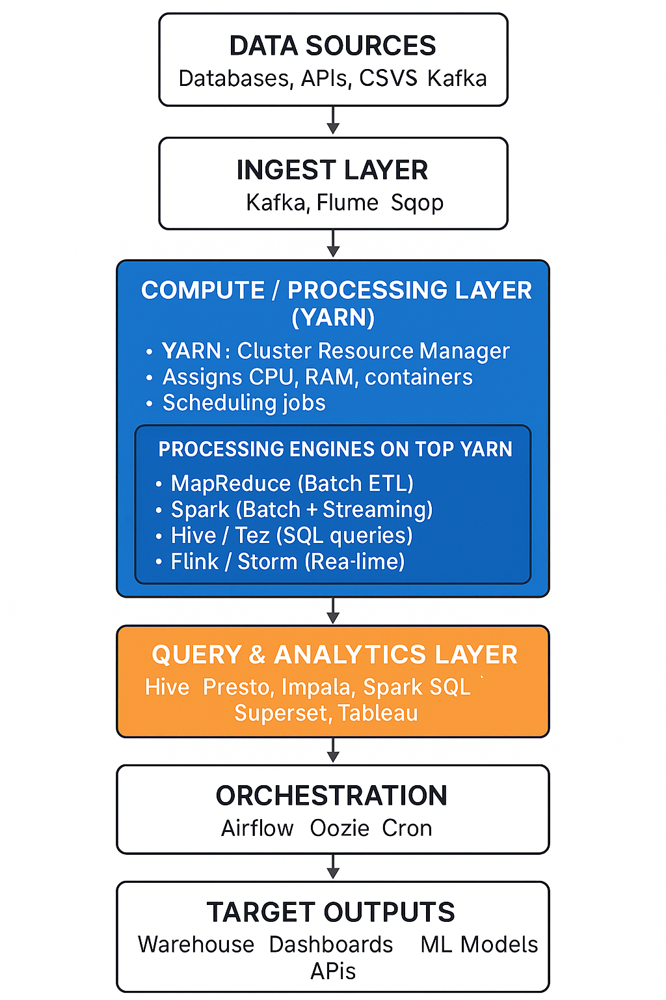 DATA SOURCES
Databases, APIs, CSVS Kafka
INGEST LAYER
Kafka, Flume Sqop
COMPUTE / PROCESSING LAYER
(YARN)
• YARN: Cluster Resource Manager
• Assigns CPU, RAM, containers
• Scheduling jobs
PROCESSING ENGINES ON TOP YARN
• MapReduce (Batch ETL)
• Spark (Batch + Streaming)
• Hive / Tez (SQL queries)
• Flink / Storm (Rea-lime)
QUERY & ANALYTICS LAYER
Hive Presto, Impala, Spark SQL
Superset, Tableau
ORCHESTRATION
Airflow Oozie Cron
TARGET OUTPUTS
Warehouse Dashboards ML Models
APis